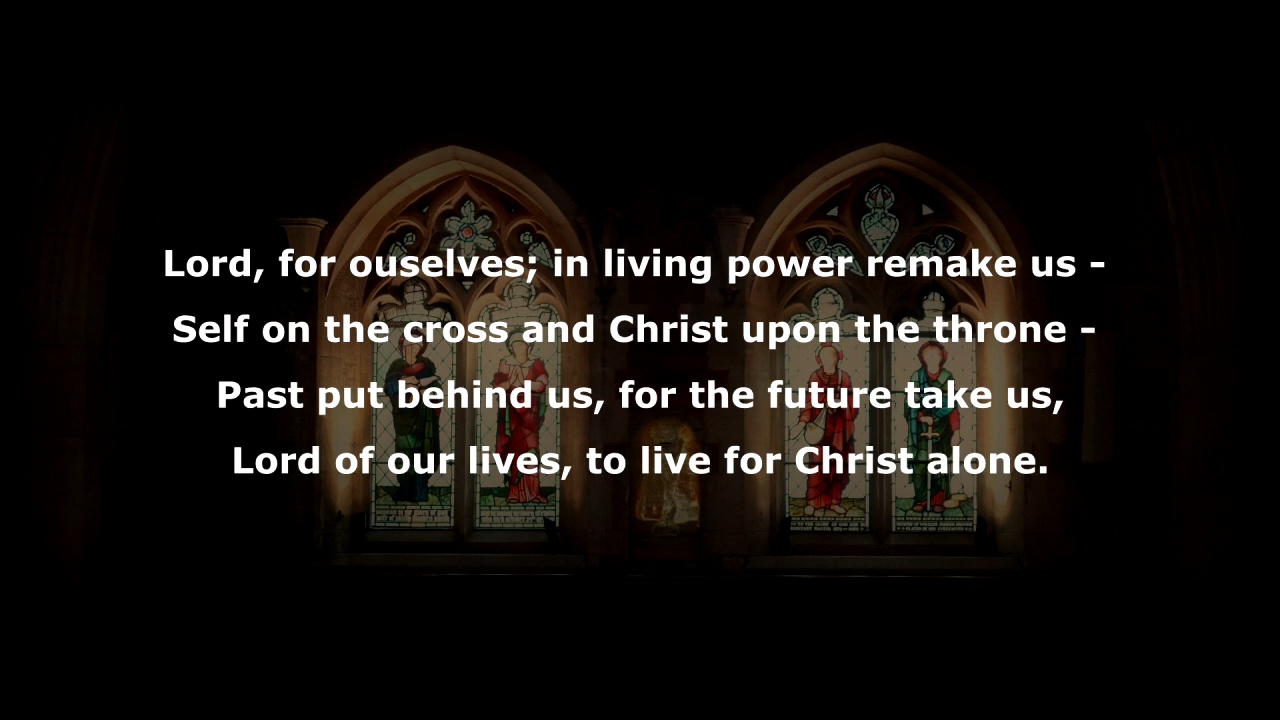 Lord, for ouselves; in living power remake us -
Self on the cross and Christ upon the throne -
Past put behind us, for the future take us,
Lord of our lives, to live for Christ alone.